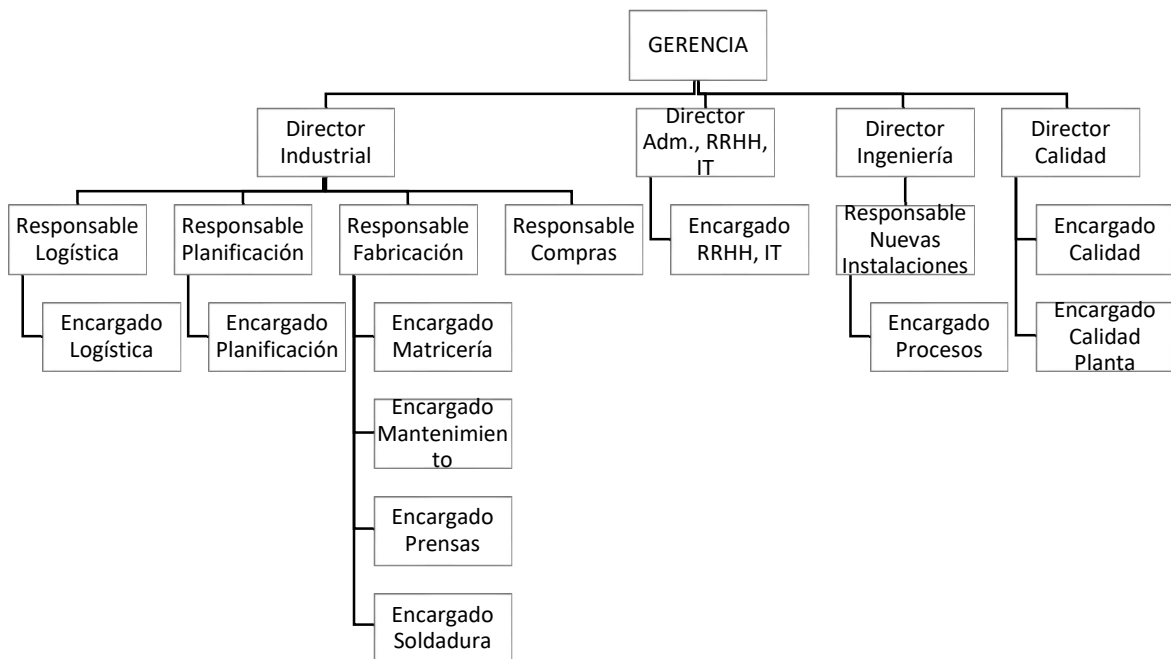 GERENCIA
Director
Industrial
Director
Adm., RRHH,
IT
Director
Ingeniería
Director
Calidad
Responsable
Logística
Responsable
Planificación
Responsable
Fabricación
Responsable
Compras
Encargado
RRHH, IT
Responsable
Nuevas
Instalaciones
Encargado
Calidad
Encargado
Logística
Encargado
Planificación
Encargado
Matricería
Encargado
Procesos
Encargado
Calidad
Planta
Encargado
Mantenimien
to
Encargado
Prensas
Encargado
Soldadura